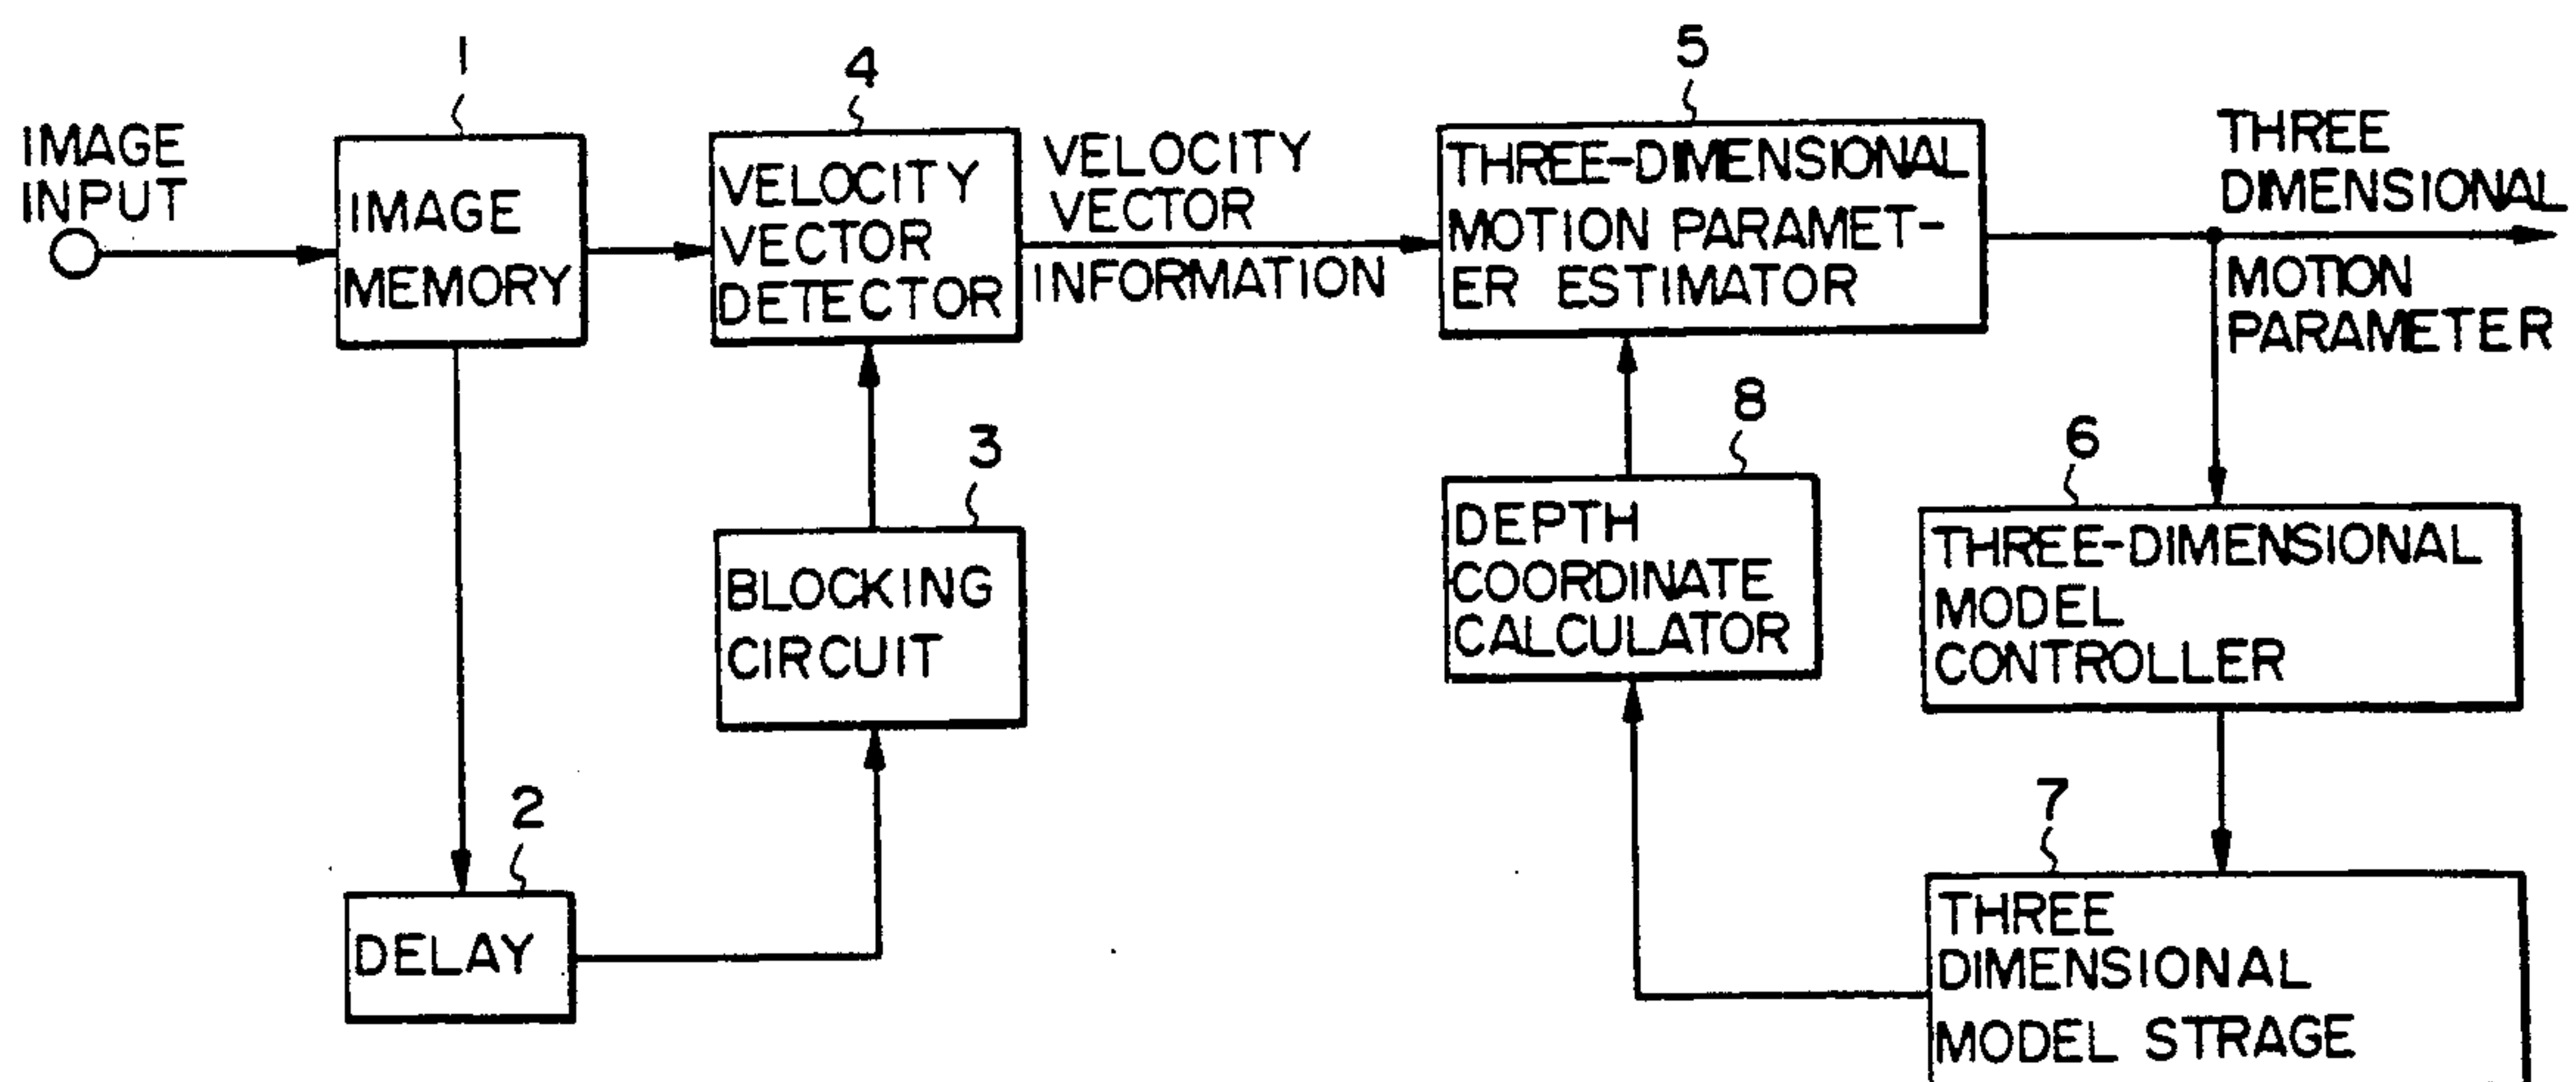 IMAGE
INPUT
1
IMAGE
MEMORY
4
VELOCITY
VECTOR
DETECTOR
VELOCITY
VECTOR
INFORMATION
5
THREE-DIMENSIONAL
MOTION PARAMET-
ER ESTIMATOR
THREE
DIMENSIONAL
MOTION
PARAMETER
3
BLOCKING
CIRCUIT
8
DEPTH
COORDINATE
CALCULATOR
6
THREE-DIMENSIONAL
MODEL
CONTROLLER
2
DELAY
7
THREE
DIMENSIONAL
MODEL STRAGE